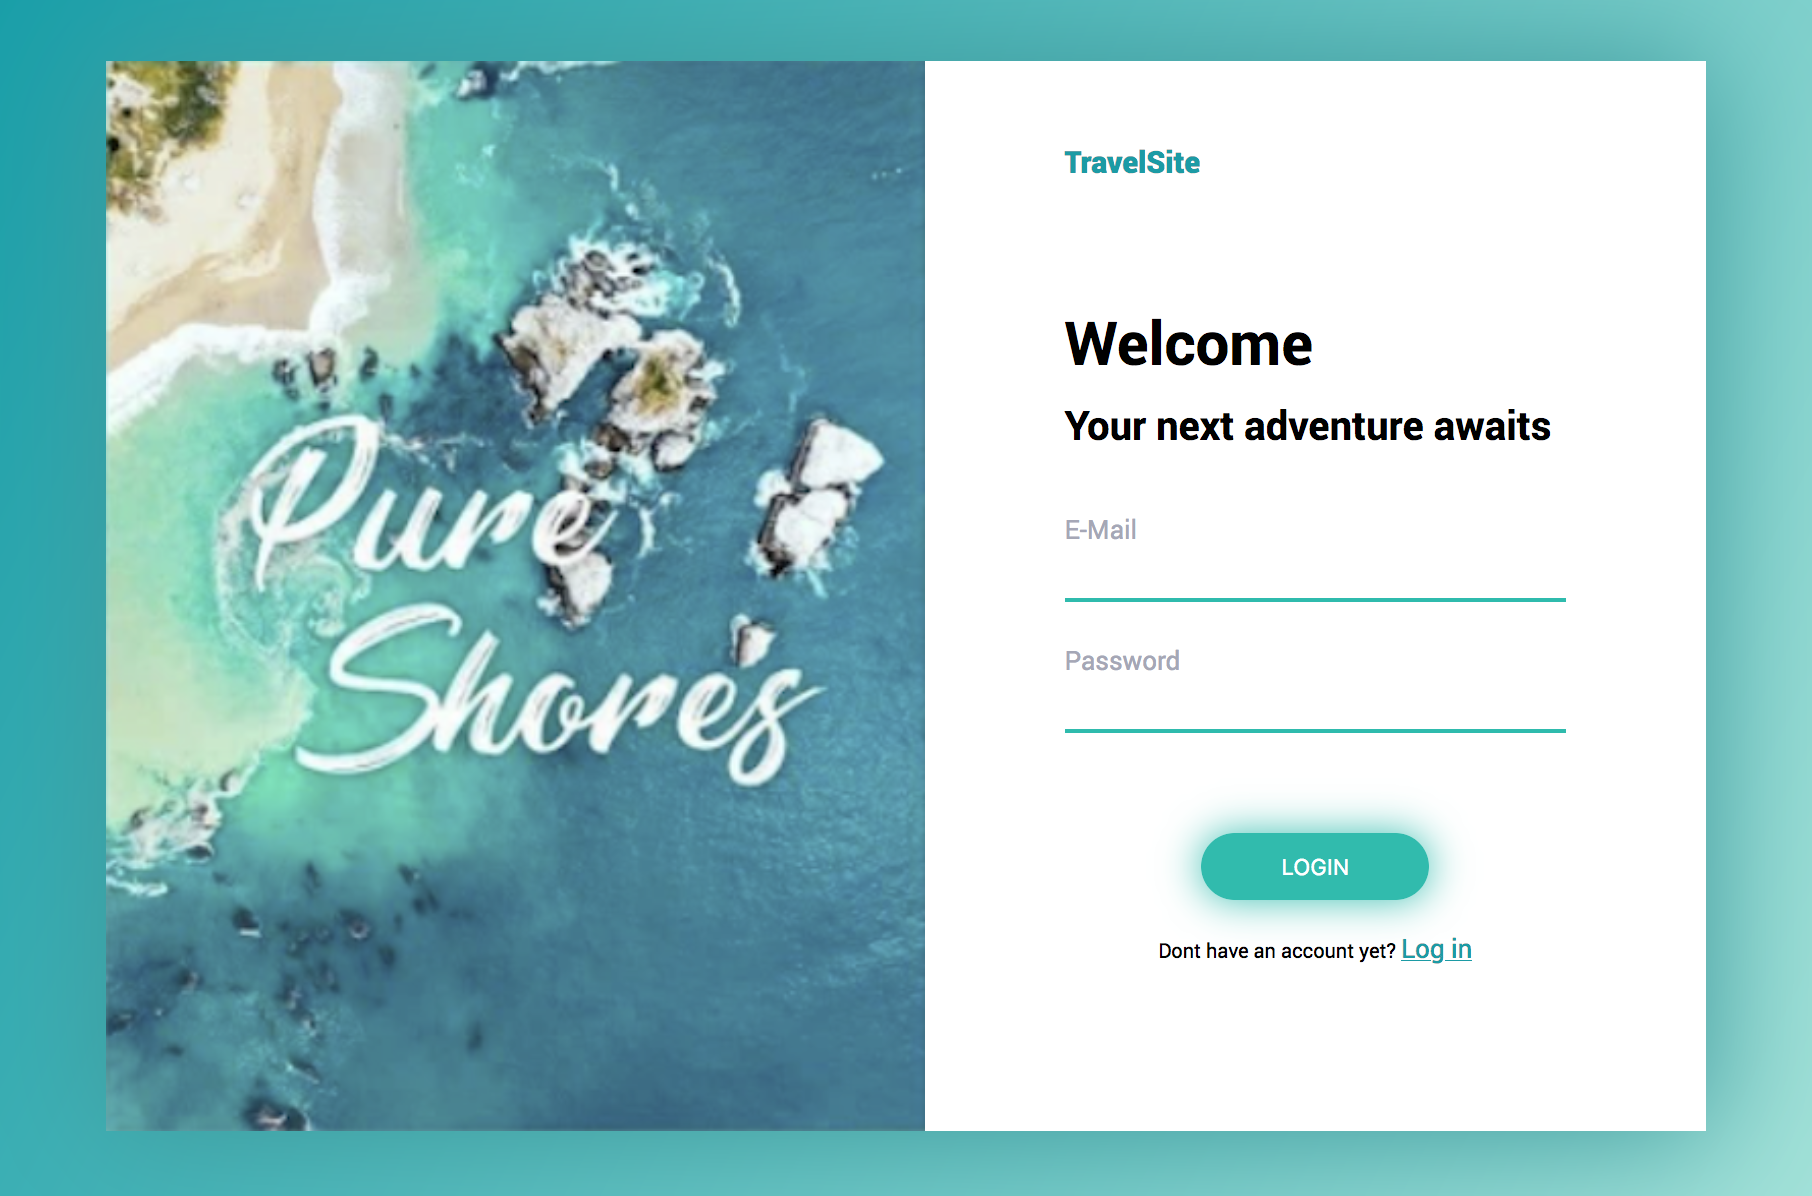 Pure
Shores
TravelSite
Welcome
Your next adventure awaits
E-Mail
Password
LOGIN
Dont have an account yet? Log in